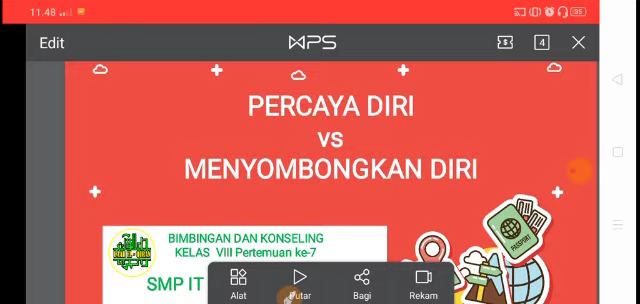 11.48
35
Edit
WPS
$
4
PERCAYA DIRI
vs
MENYOMBONGKAN DIRI
BIMBINGAN DAN KONSELING
KELAS VIII Pertemuan ke-7
SMP IT
PASSPORT
Alat
Putar
Bagi
Rekam